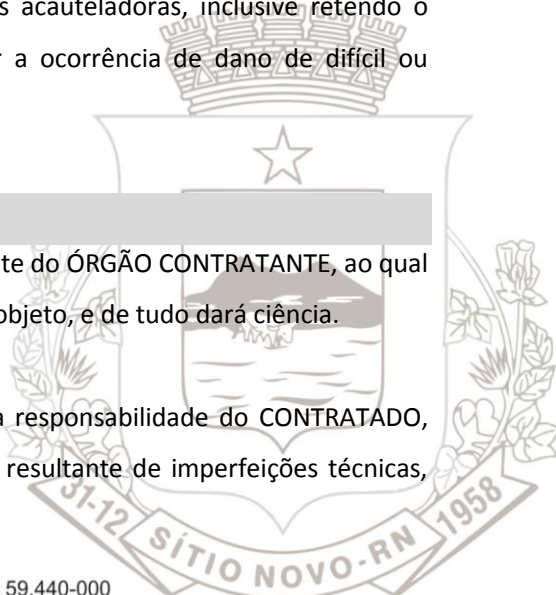 s acauteladoras, inclusive retendo o
r a ocorrência de dano de difícil ou
te do ÓRGÃO CONTRATANTE, ao qual
objeto, e de tudo dará ciência.
a responsabilidade do CONTRATADO,
resultante de imperfeições técnicas,
31-12 SÍTIO NOVO-RN 1958
59.440-000